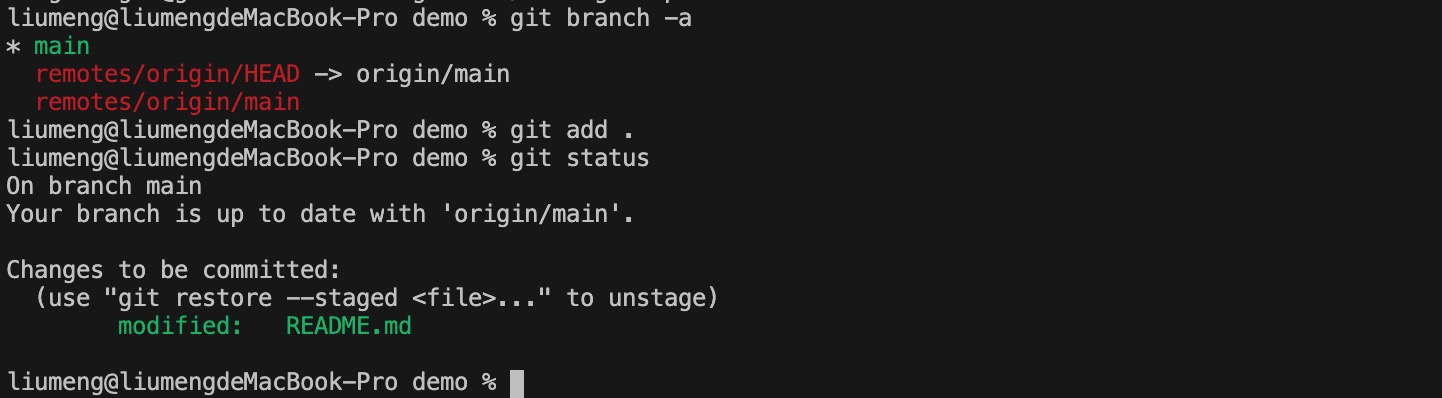 liumeng@liumengdeMacBook-Pro demo % git branch -a
* main
remotes/origin/HEAD -> origin/main
remotes/origin/main
liumeng@liumengdeMacBook-Pro demo % git add .
liumeng@liumengdeMacBook-Pro demo % git status
On branch main
Your branch is up to date with 'origin/main'.
Changes to be committed:
(use "git restore --staged <file>..." to unstage)
modified:   README.md
liumeng@liumengdeMacBook-Pro demo %